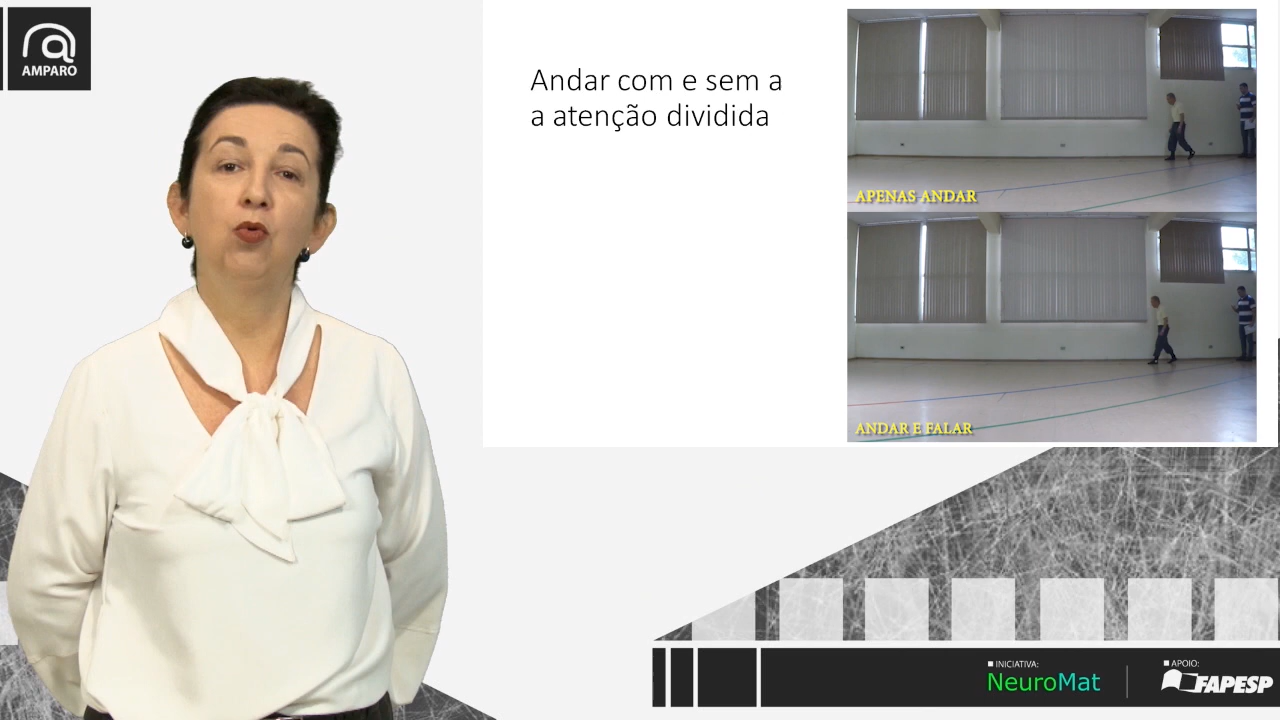 AMPARO
Andar com e sem a
a atenção dividida
APENAS ANDAR
ANDAR E FALAR
INICIATIVA:
NeuroMat
APOIO:
FAPESP